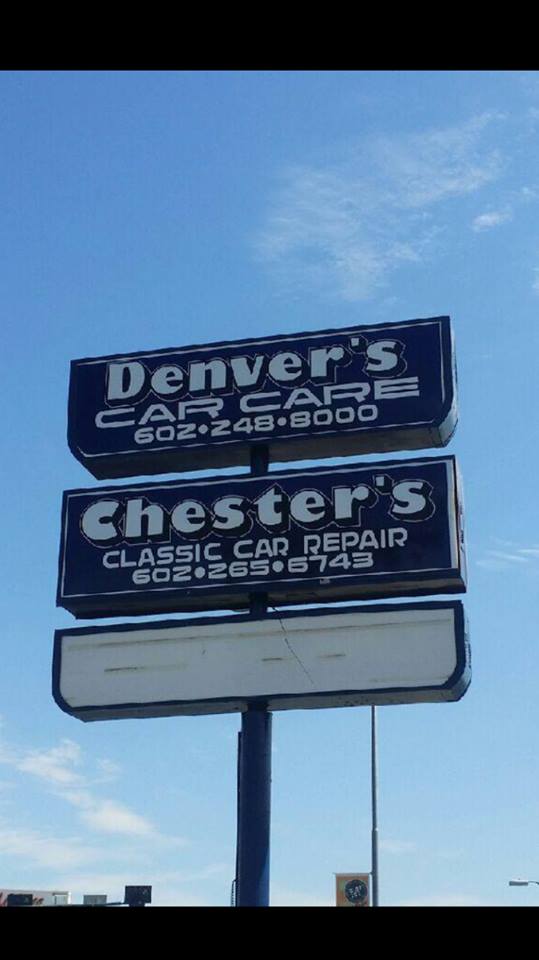 Denver's
CAR CARE
602•248•8000
Chester's
CLASSIC CAR REPAIR
602•265•6743